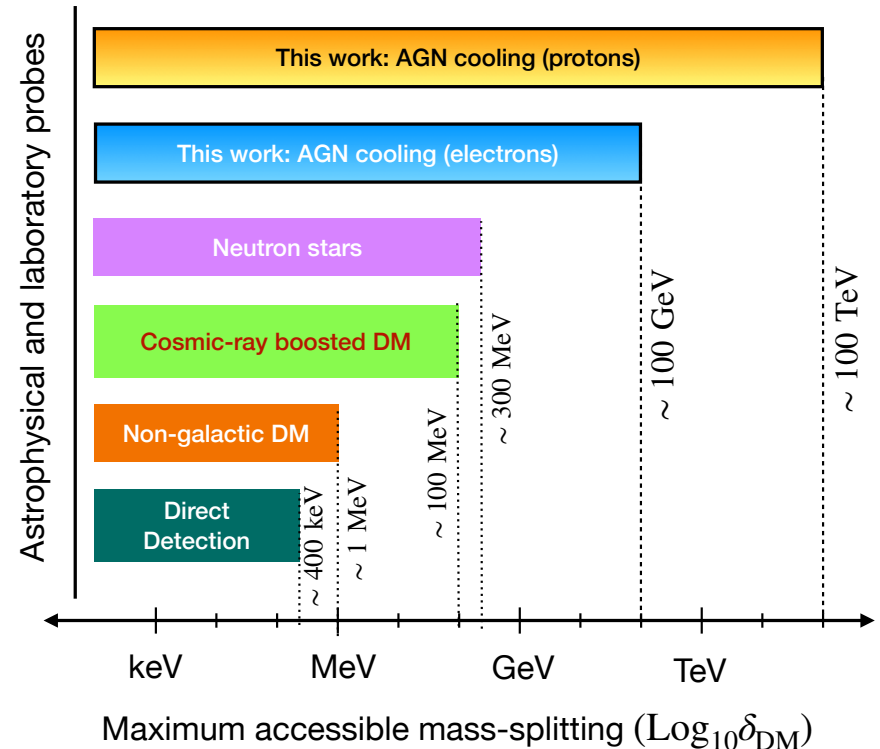 Astrophysical and laboratory probes
This work: AGN cooling (protons)
This work: AGN cooling (electrons)
Neutron stars
Cosmic-ray boosted DM
Non-galactic DM
Direct
Detection
~ 400 keV
~ 1 MeV
~ 100 MeV
~ 300 MeV
~ 100 GeV
~ 100 TeV
keV MeV GeV TeV
Maximum accessible mass-splitting (Log₁₀δ_DM)